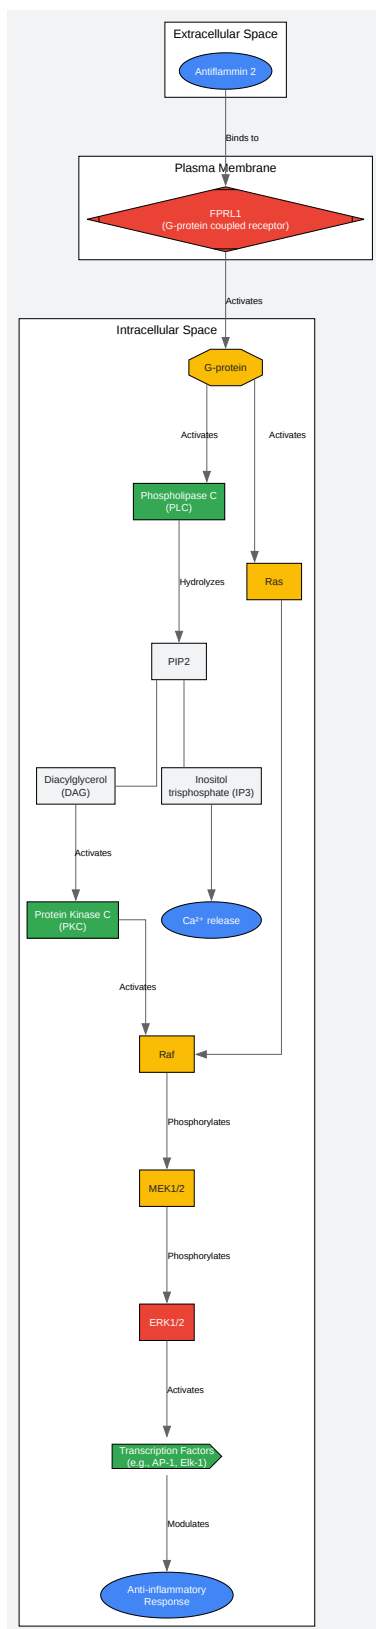 Extracellular Space
Antiflammin 2
Binds to
Plasma Membrane
FPRL1
(G-protein coupled receptor)
Activates
Intracellular Space
G-protein
Activates
Activates
Phospholipase C
(PLC)
Hydrolyzes
Ras
PIP2
Diacylglycerol
(DAG)
Inositol
trisphosphate (IP3)
Activates
Protein Kinase C
(PKC)
Ca²⁺ release
Activates
Raf
Phosphorylates
MEK1/2
Phosphorylates
ERK1/2
Activates
Transcription Factors
(e.g., AP-1, Elk-1)
Modulates
Anti-inflammatory
Response